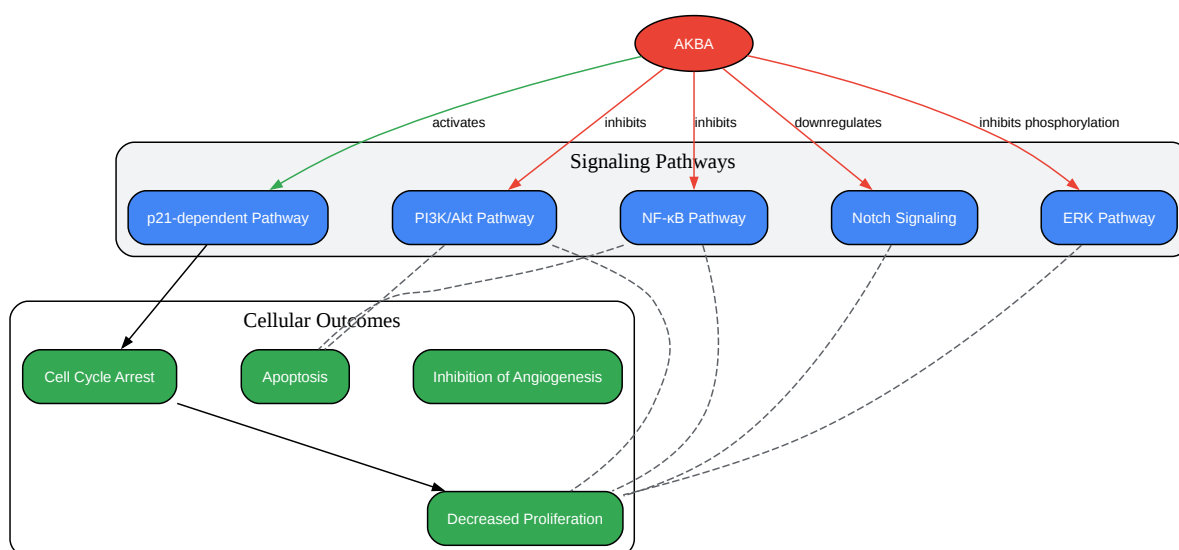 AKBA
activates
inhibits
inhibits
downregulates
inhibits phosphorylation
Signaling Pathways
p21-dependent Pathway
PI3K/Akt Pathway
NF-κB Pathway
Notch Signaling
ERK Pathway
Cellular Outcomes
Cell Cycle Arrest
Apoptosis
Inhibition of Angiogenesis
Decreased Proliferation